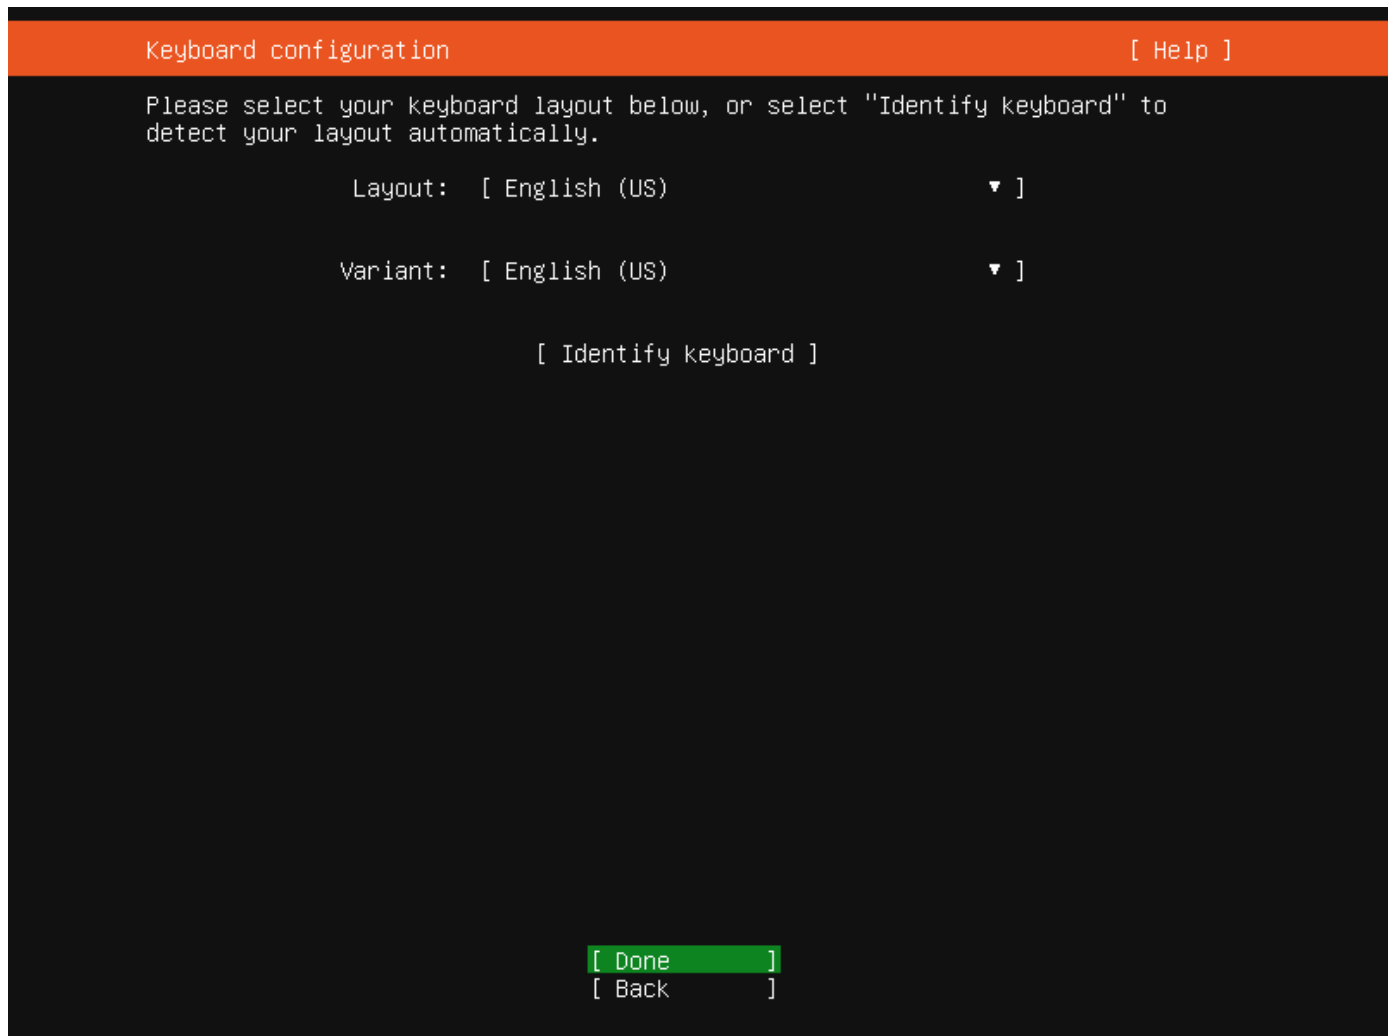 Keyboard configuration [ Help ]
Please select your keyboard layout below, or select "Identify keyboard" to
detect your layout automatically.
Layout: [ English (US) ▾ ]
Variant: [ English (US) ▾ ]
[ Identify keyboard ]
[ Done ]
[ Back ]